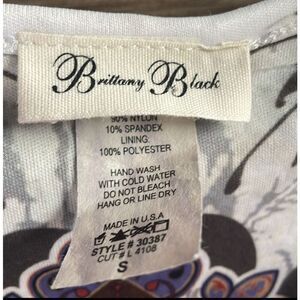 Brittany Black
90% NYLON
10% SPANDEX
LINING:
100% POLYESTER
HAND WASH
WITH COLD WATER
DO NOT BLEACH
HANG OR LINE DRY
MADE IN U.S.A
STYLE # 30387
CUT # L 4108
S